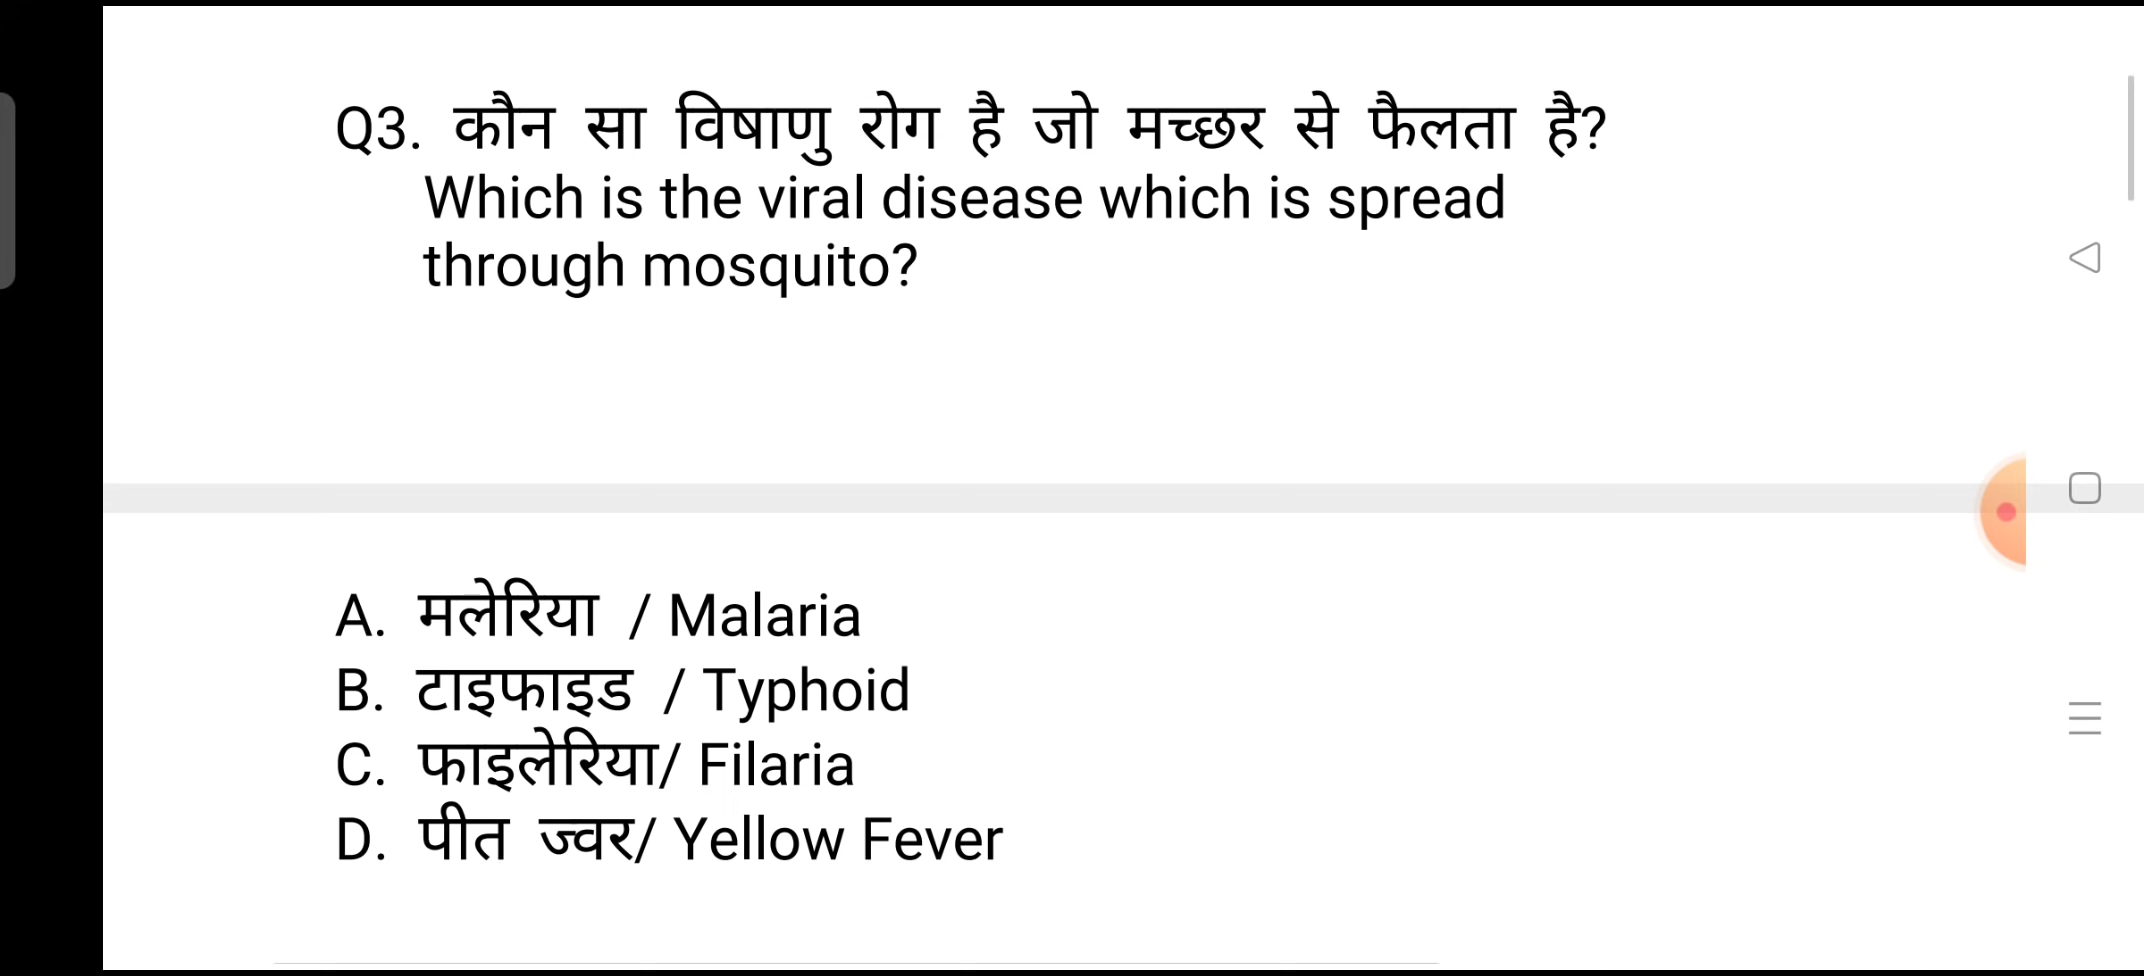 Q3. कौन सा विषाणु रोग है जो मच्छर से फैलता है?
Which is the viral disease which is spread
through mosquito?
A. मलेरिया / Malaria
B. टाइफाइड / Typhoid
C. फाइलेरिया/ Filaria
D. पीत ज्वर/ Yellow Fever